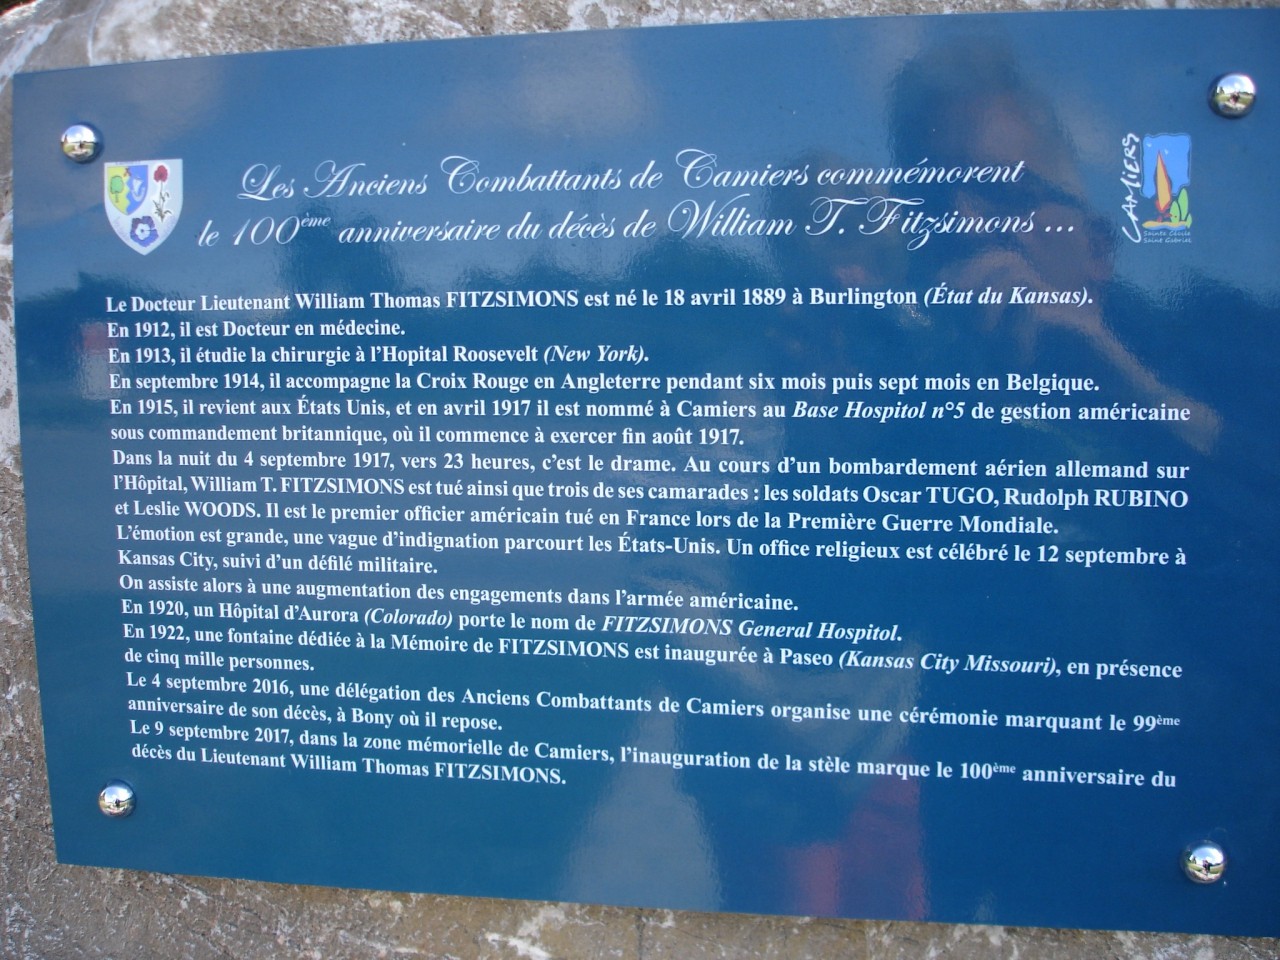 Les Anciens Combattants de Camiers commémorent
le 100ème anniversaire du décès de William T. Fitzsimons ...
CAMiERS
Sainte Cécile
Saint Gabriel
Le Docteur Lieutenant William Thomas FITZSIMONS est né le 18 avril 1889 à Burlington (État du Kansas).
En 1912, il est Docteur en médecine.
En 1913, il étudie la chirurgie à l'Hopital Roosevelt (New York).
En septembre 1914, il accompagne la Croix Rouge en Angleterre pendant six mois puis sept mois en Belgique.
En 1915, il revient aux États Unis, et en avril 1917 il est nommé à Camiers au Base Hospitol n°5 de gestion américaine
sous commandement britannique, où il commence à exercer fin août 1917.
Dans la nuit du 4 septembre 1917, vers 23 heures, c'est le drame. Au cours d'un bombardement aérien allemand sur
l'Hôpital, William T. FITZSIMONS est tué ainsi que trois de ses camarades : les soldats Oscar TUGO, Rudolph RUBINO
et Leslie WOODS. Il est le premier officier américain tué en France lors de la Première Guerre Mondiale.
L'émotion est grande, une vague d'indignation parcourt les États-Unis. Un office religieux est célébré le 12 septembre à
Kansas City, suivi d'un défilé militaire.
On assiste alors à une augmentation des engagements dans l'armée américaine.
En 1920, un Hôpital d'Aurora (Colorado) porte le nom de FITZSIMONS General Hospitol.
En 1922, une fontaine dédiée à la Mémoire de FITZSIMONS est inaugurée à Paseo (Kansas City Missouri), en présence
de cinq mille personnes.
Le 4 septembre 2016, une délégation des Anciens Combattants de Camiers organise une cérémonie marquant le 99ème
anniversaire de son décès, à Bony où il repose.
Le 9 septembre 2017, dans la zone mémorielle de Camiers, l'inauguration de la stèle marque le 100ème anniversaire du
décès du Lieutenant William Thomas FITZSIMONS.